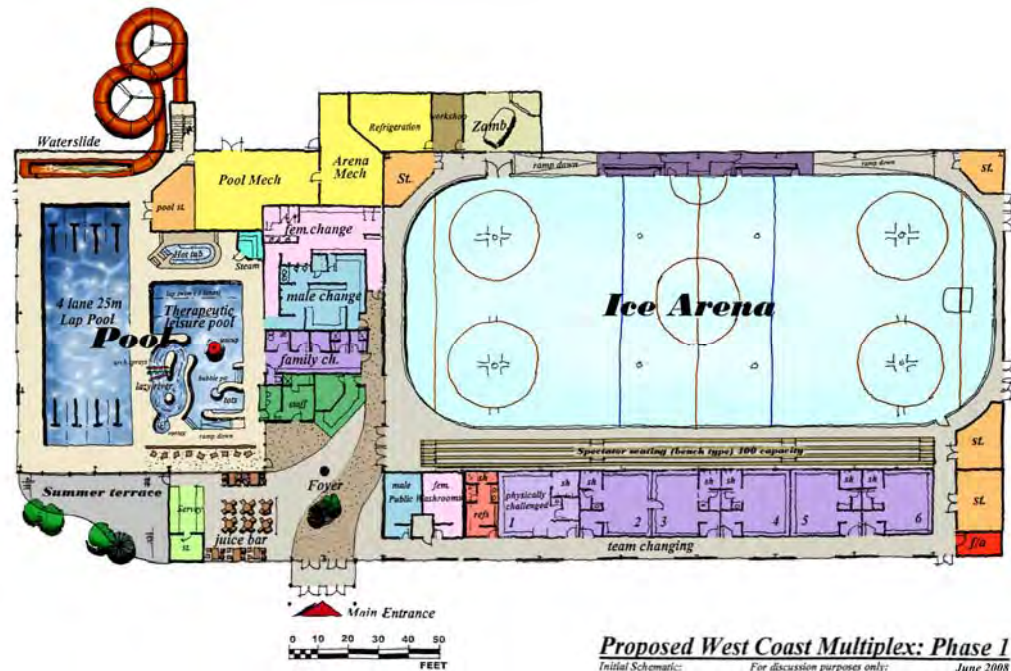 Waterslide
Refrigeration
workshop
Zamb.
Arena
Mech
Pool Mech
ramp down
ramp down
St.
st.
pool st.
fem.change
Hot tub
Steam
male change
lap swim
4 lane 25m
Lap Pool
Therapeutic
leisure pool
Pool
Ice Arena
family ch.
lazy river
bubble pit
tots
staff
ramp down
Spectator seating (bench type) 400 capacity
st.
Summer terrace
Foyer
male
Public
fem.
Washrooms
sh
refs
physically
challenged
sh
sh
sh
sh
sh
1
2
3
4
5
6
st.
Servey
st.
juice bar
team changing
f/a
Main Entrance
0 10 20 30 40 50
FEET
Proposed West Coast Multiplex: Phase 1
Initial Schematic: For discussion purposes only: June 2008